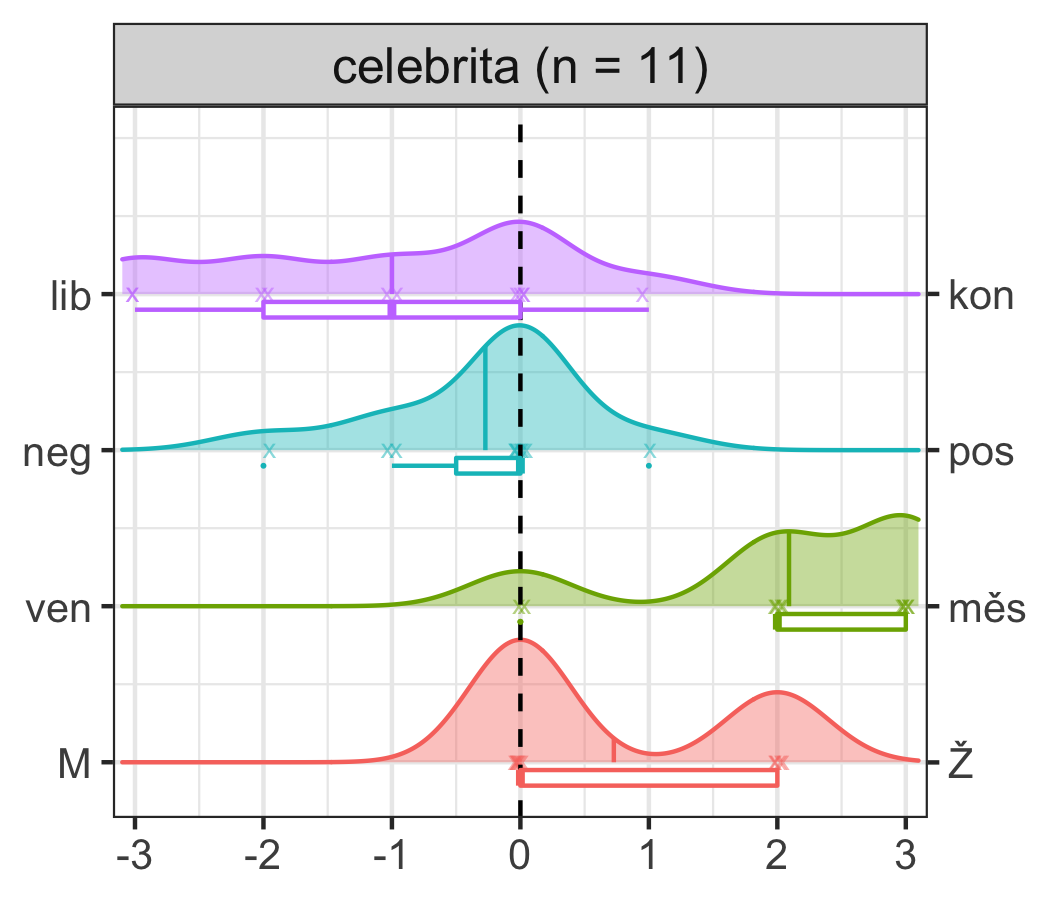 celebrita (n = 11)
lib kon
neg pos
ven měs
M Ž
-3 -2 -1 0 1 2 3